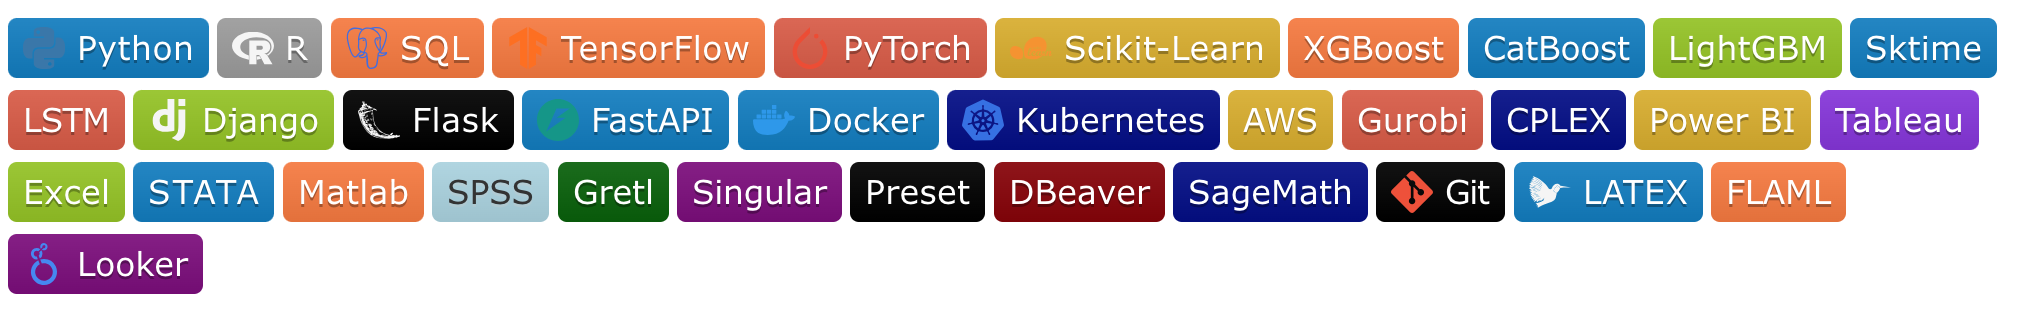 Python R SQL TensorFlow PyTorch Scikit-Learn XGBoost CatBoost LightGBM Sktime
LSTM dj Django Flask FastAPI Docker Kubernetes AWS Gurobi CPLEX Power BI Tableau
Excel STATA Matlab SPSS Gretl Singular Preset DBeaver SageMath Git LATEX FLAML
Looker